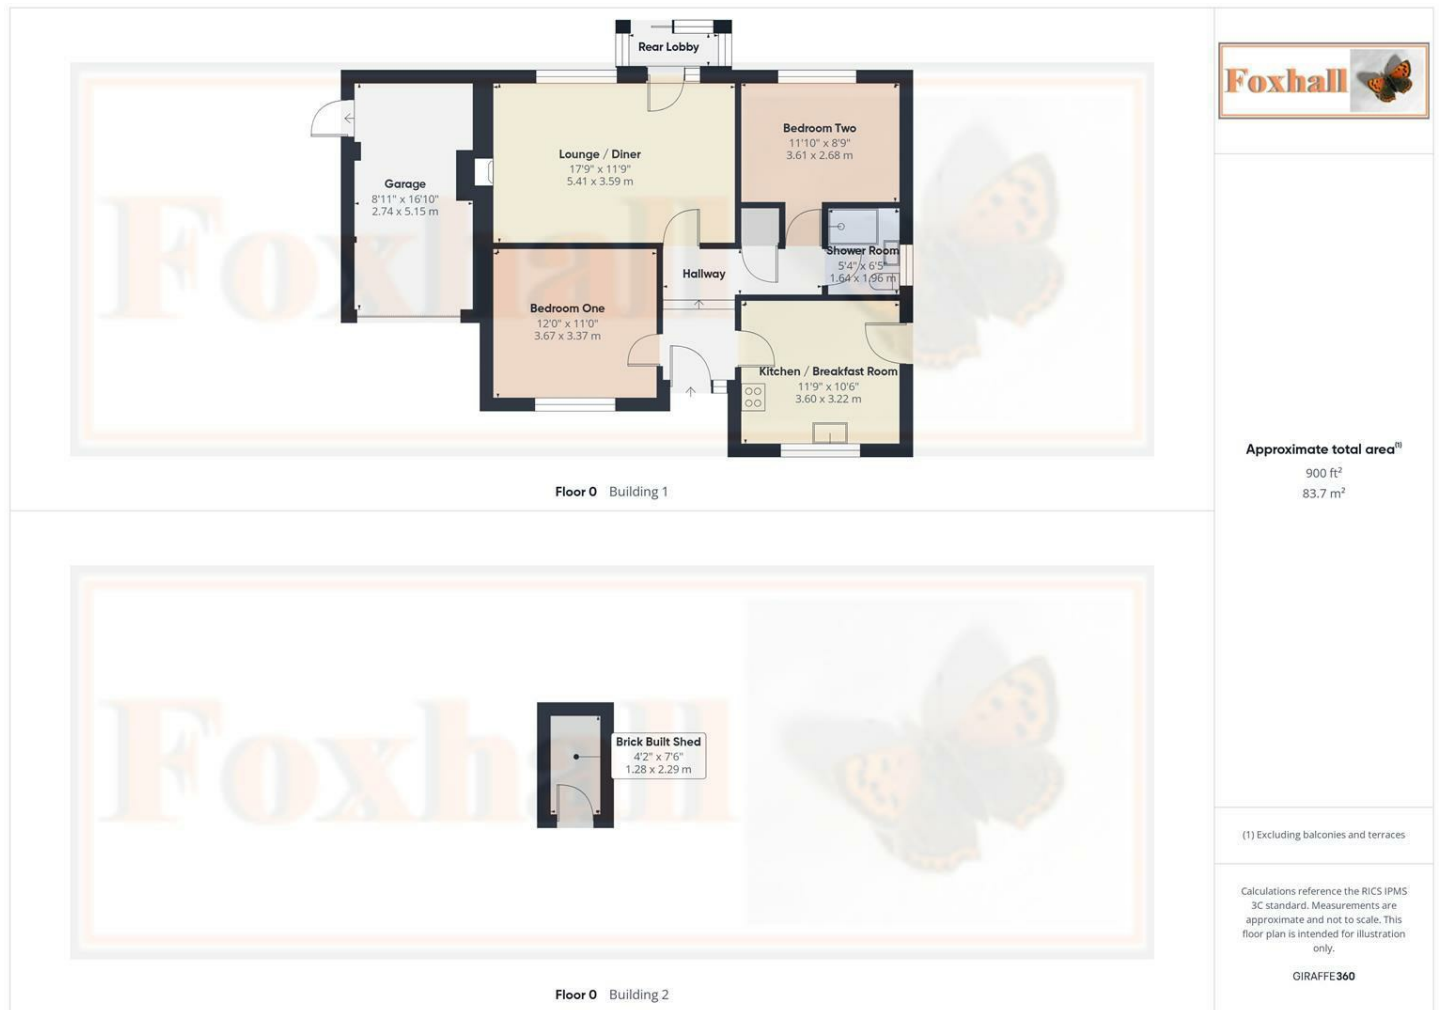 Rear Lobby
Foxhall
Lounge / Diner
17'9" x 11'9"
5.41 x 3.59 m
Bedroom Two
11'10" x 8'9"
3.61 x 2.68 m
Garage
8'11" x 16'10"
2.74 x 5.15 m
Foxhall
Hallway
Shower Room
5'4" x 6'5"
1.64 x 1.96 m
Bedroom One
12'0" x 11'0"
3.67 x 3.37 m
Kitchen / Breakfast Room
11'9" x 10'6"
3.60 x 3.22 m
Floor 0 Building 1
Approximate total area(1)
900 ft²
83.7 m²
Foxhall
Brick Built Shed
4'2" x 7'6"
1.28 x 2.29 m
Floor 0 Building 2
(1) Excluding balconies and terraces
Calculations reference the RICS IPMS
3C standard. Measurements are
approximate and not to scale. This
floor plan is intended for illustration
only.
GIRAFFE360